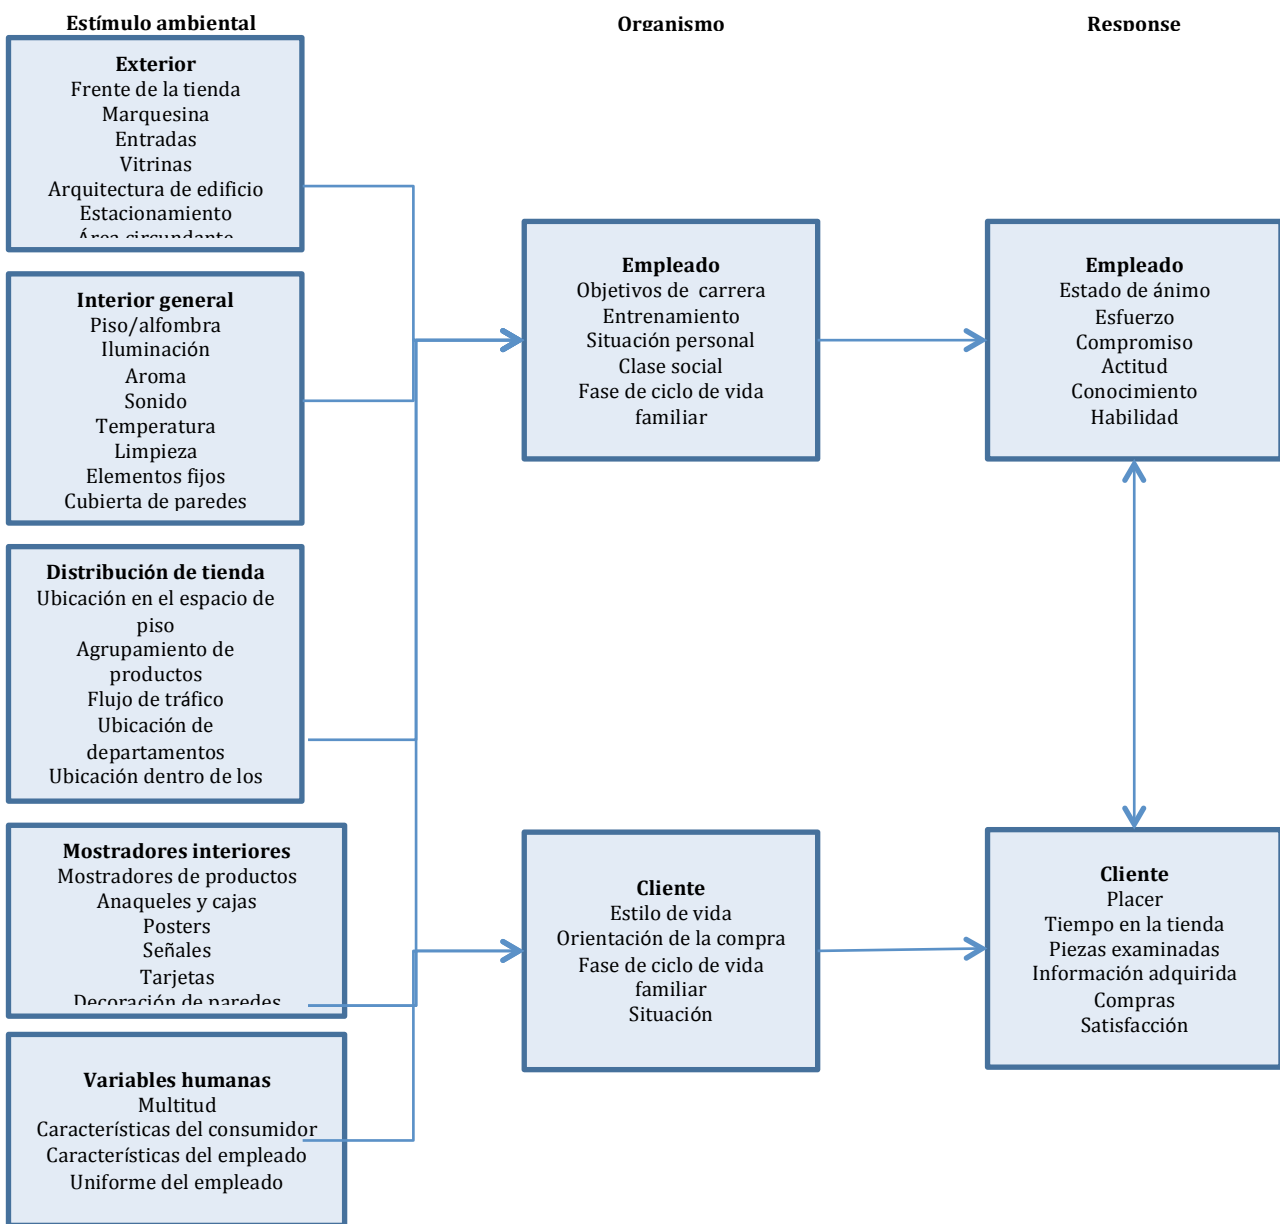 Estímulo ambiental
Organismo
Response
Exterior
Frente de la tienda
Marquesina
Entradas
Vitrinas
Arquitectura de edificio
Estacionamiento
Área circundante
Interior general
Piso/alfombra
Iluminación
Aroma
Sonido
Temperatura
Limpieza
Elementos fijos
Cubierta de paredes
Distribución de tienda
Ubicación en el espacio de
piso
Agrupamiento de
productos
Flujo de tráfico
Ubicación de
departamentos
Ubicación dentro de los
Mostradores interiores
Mostradores de productos
Anaqueles y cajas
Posters
Señales
Tarjetas
Decoración de paredes
Variables humanas
Multitud
Características del consumidor
Características del empleado
Uniforme del empleado
Empleado
Objetivos de carrera
Entrenamiento
Situación personal
Clase social
Fase de ciclo de vida
familiar
Cliente
Estilo de vida
Orientación de la compra
Fase de ciclo de vida
familiar
Situación
Empleado
Estado de ánimo
Esfuerzo
Compromiso
Actitud
Conocimiento
Habilidad
Cliente
Placer
Tiempo en la tienda
Piezas examinadas
Información adquirida
Compras
Satisfacción